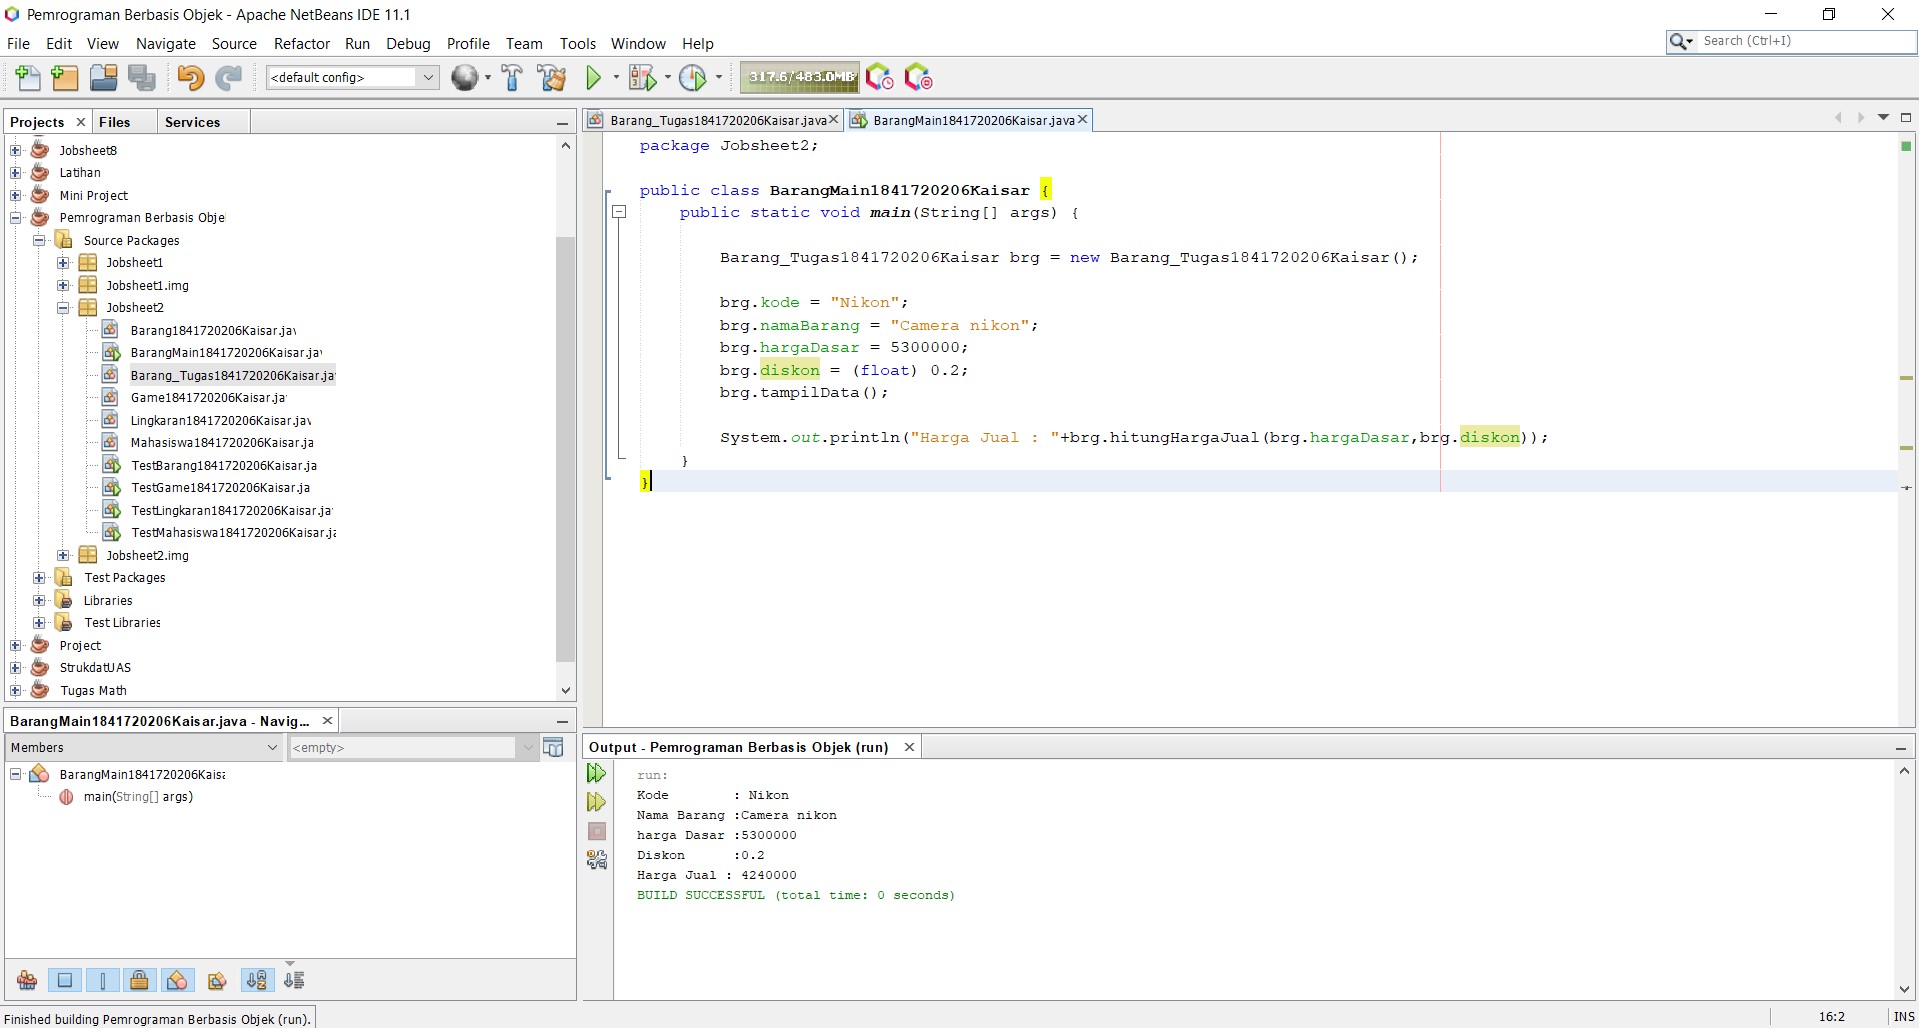 Pemrograman Berbasis Objek - Apache NetBeans IDE 11.1
File Edit View Navigate Source Refactor Run Debug Profile Team Tools Window Help
Search (Ctrl+I)
<default config>
317.6/483.0MB
Projects Files Services
Jobsheet8
Latihan
Mini Project
Pemrograman Berbasis Obje
Source Packages
Jobsheet1
Jobsheet1.img
Jobsheet2
Barang1841720206Kaisar.jav
BarangMain1841720206Kaisar.jav
Barang_Tugas1841720206Kaisar.ja
Game1841720206Kaisar.ja
Lingkaran1841720206Kaisar.jav
Mahasiswa1841720206Kaisar.ja
TestBarang1841720206Kaisar.ja
TestGame1841720206Kaisar.ja
TestLingkaran1841720206Kaisar.ja
TestMahasiswa1841720206Kaisar.ja
Jobsheet2.img
Test Packages
Libraries
Test Libraries
Project
StrukdatUAS
Tugas Math
BarangMain1841720206Kaisar.java - Navig...
Members
<empty>
BarangMain1841720206Kaisa
main(String[] args)
Barang_Tugas1841720206Kaisar.java BarangMain1841720206Kaisar.java
package Jobsheet2;
public class BarangMain1841720206Kaisar {
public static void main(String[] args) {
Barang_Tugas1841720206Kaisar brg = new Barang_Tugas1841720206Kaisar();
brg.kode = "Nikon";
brg.namaBarang = "Camera nikon";
brg.hargaDasar = 5300000;
brg.diskon = (float) 0.2;
brg.tampilData();
System.out.println("Harga Jual : "+brg.hitungHargaJual(brg.hargaDasar,brg.diskon));
}
}
Output - Pemrograman Berbasis Objek (run)
run:
Kode : Nikon
Nama Barang :Camera nikon
harga Dasar :5300000
Diskon :0.2
Harga Jual : 4240000
BUILD SUCCESSFUL (total time: 0 seconds)
Finished building Pemrograman Berbasis Objek (run).
16:2 INS